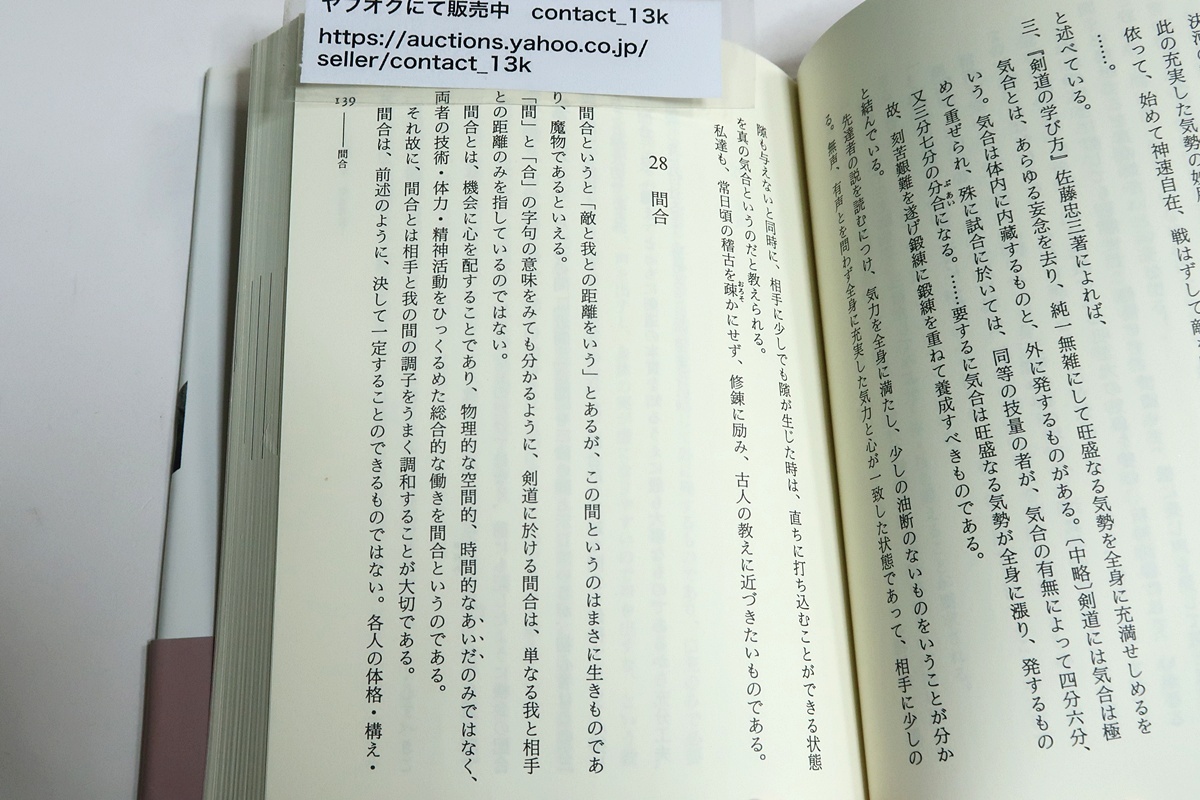 ヤフオクにて販売中　contact_13k
https://auctions.yahoo.co.jp/
seller/contact_13k
此の充実した気勢の
依って、始めて神速自在、戦はずして
……。
と述べている。
三、『剣道の学び方』佐藤忠三著によれば、
気合とは、あらゆる妄念を去り、純一無雑にして旺盛なる気勢を全身に充満せしめるを
いう。気合は体内に内蔵するものと、外に発するものがある。〔中略〕剣道には気合は極
めて重ぜられ、殊に試合に於いては、同等の技量の者が、気合の有無によって四分六分、
又三分七分の分合になる。……要するに気合は旺盛なる気勢が全身に漲り、発するもの
ぶあい
故、刻苦艱難を遂げ鍛練に鍛練を重ねて養成すべきものである。
と結んでいる。
先達者の説を読むにつけ、気力を全身に満たし、少しの油断のないものをいうことが分か
る。無声、有声とを問わず全身に充実した気力と心が一致した状態であって、相手に少しの
隙も与えないと同時に、相手に少しでも隙が生じた時は、直ちに打ち込むことができる状態
を真の気合というのだと教えられる。
私達も、常日頃の稽古を疎かにせず、修錬に励み、古人の教えに近づきたいものである。
おろそ
28　間合
間合というと「敵と我との距離をいう」とあるが、この間というのはまさに生きものであ
り、魔物であるといえる。
「間」と「合」の字句の意味をみても分かるように、剣道に於ける間合は、単なる我と相手
との距離のみを指しているのではない。
間合とは、機会に心を配することであり、物理的な空間的、時間的なあいだのみではなく、
両者の技術・体力・精神活動をひっくるめた総合的な働きを間合というのである。
それ故に、間合とは相手と我の間の調子をうまく調和することが大切である。
間合は、前述のように、決して一定することのできるものではない。各人の体格・構え・
139──間合